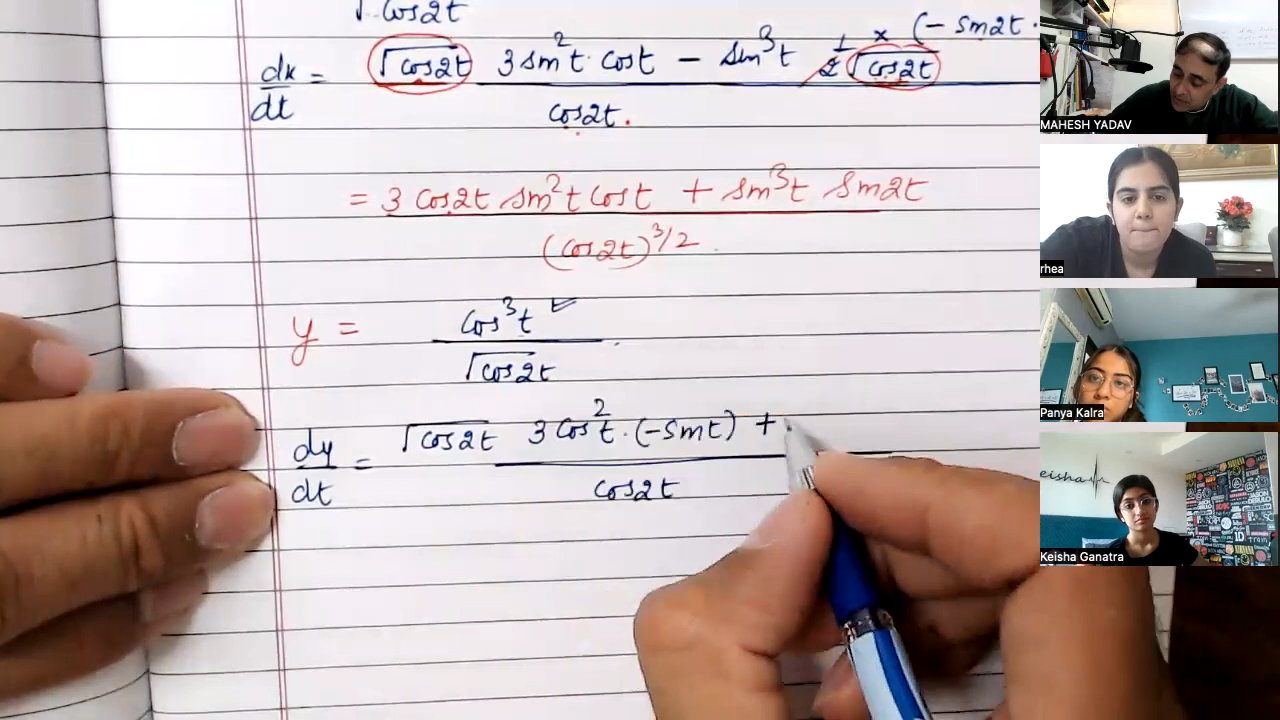 √cos2t
dx/dt = √cos2t 3sin²t · cost − sin³t 1/2√cos2t × (−sin2t ·
cos2t.
= 3 cos2t sin²t cost + sin³t sin2t
(cos2t)^3/2
y = cos³t
√cos2t
dy/dt = √cos2t 3cos²t · (−sint) +
cos2t
MAHESH YADAV
rhea
Panya Kalra
keisha
Keisha Ganatra